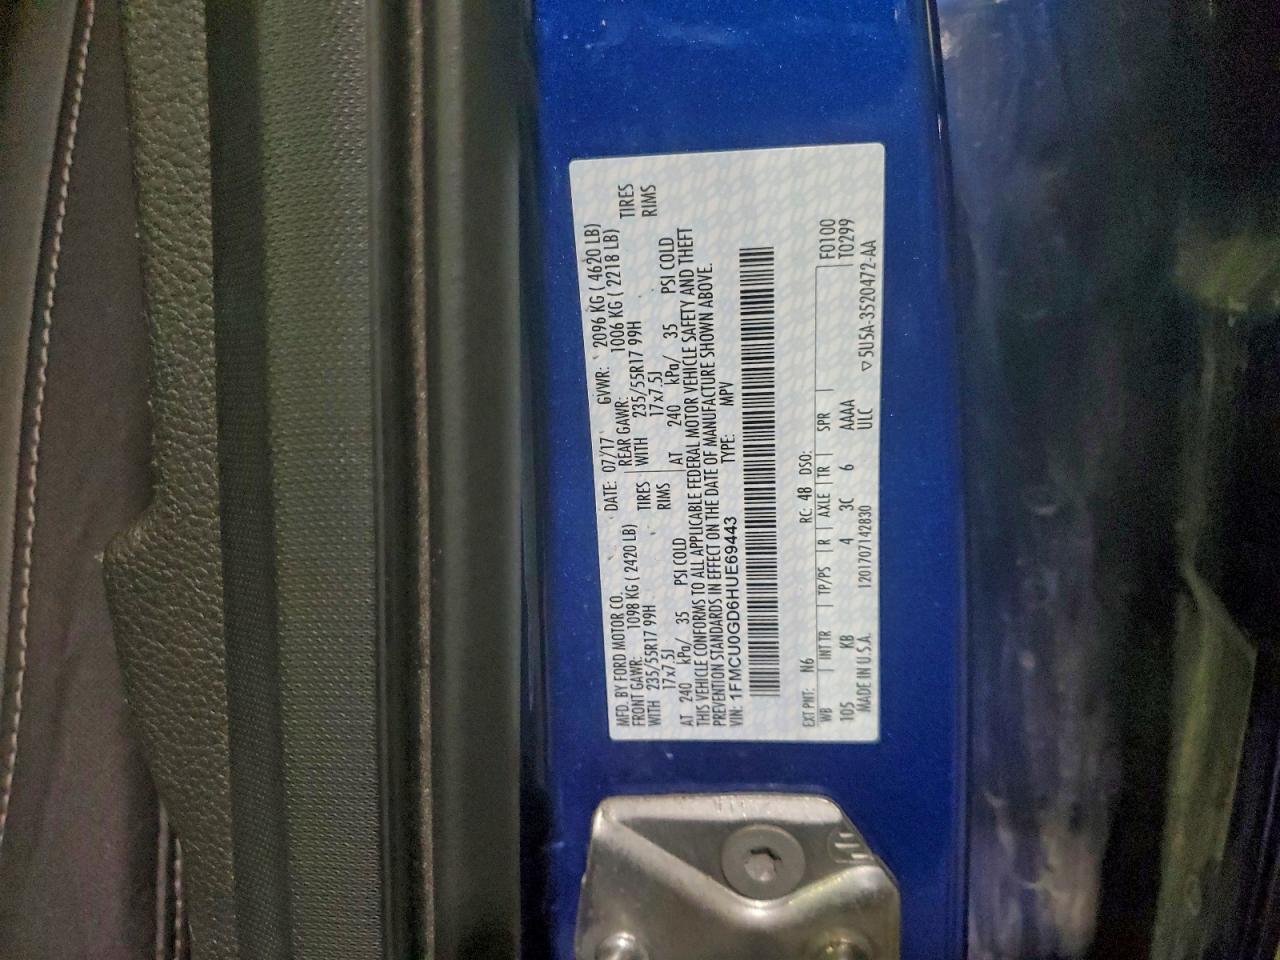 MFD. BY FORD MOTOR CO.
DATE: 07/17 GVWR: 2096 KG ( 4620 LB)
FRONT GAWR: 1098 KG ( 2420 LB) REAR GAWR: 1006 KG ( 2218 LB)
WITH 235/55R17 99H TIRES WITH 235/55R17 99H TIRES
17x7.5J RIMS 17x7.5J RIMS
AT 240 kPa/ 35 PSI COLD AT 240 kPa/ 35 PSI COLD
THIS VEHICLE CONFORMS TO ALL APPLICABLE FEDERAL MOTOR VEHICLE SAFETY AND THEFT
PREVENTION STANDARDS IN EFFECT ON THE DATE OF MANUFACTURE SHOWN ABOVE.
VIN: 1FMCU0GD6HUE69443 TYPE: MPV
EXT PNT: N6 RC: 48 DSO:
WB INT TR TP/PS R AXLE TR SPR F0100
105 KB 4 3C 6 AAAA T0299
MADE IN U.S.A. 1201707142830 ULC ▽5U5A-3520472-AA